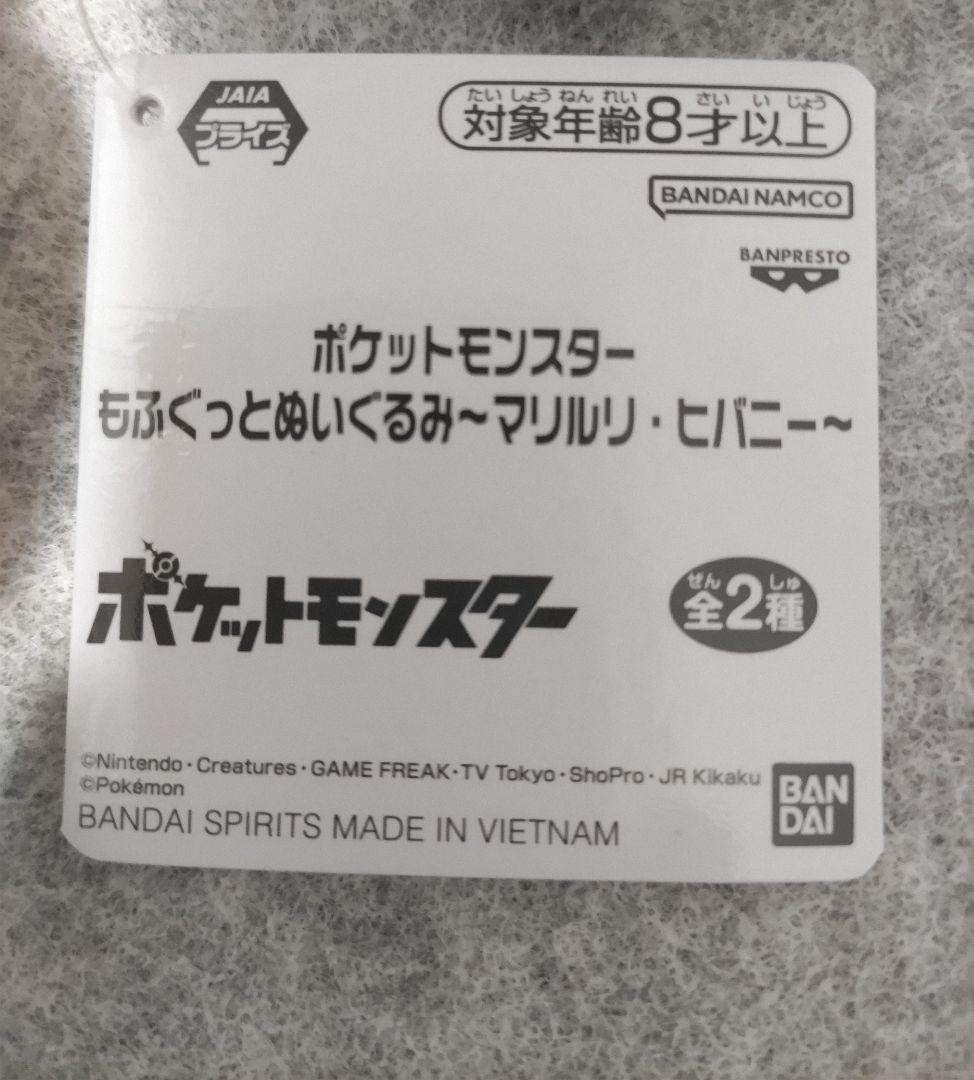 JAIA
プライズ
たいしょうねんれい さい い じょう
対象年齢8才以上
BANDAI NAMCO
BANPRESTO
ポケットモンスター
もふぐっとぬいぐるみ~マリルリ・ヒバニー~
ポケットモンスター
ぜん しゅ
全2種
©Nintendo・Creatures・GAME FREAK・TV Tokyo・ShoPro・JR Kikaku
©Pokémon
BANDAI SPIRITS MADE IN VIETNAM
BAN
DAI